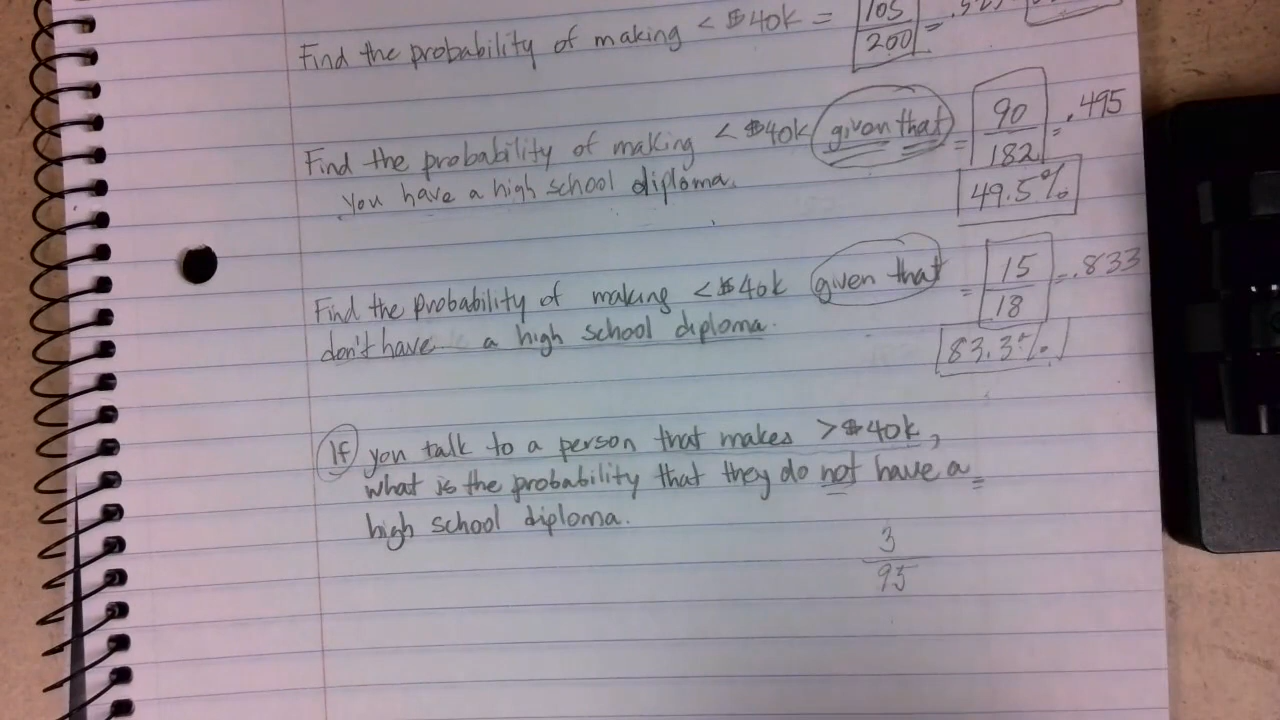 Find the probability of making < $40k = 105/200 =
Find the probability of making < $40k given that = 90/182 = .495
you have a high school diploma. 49.5%
Find the probability of making < $40k given that = 15/18 = .833
don't have a high school diploma. 83.3%
If you talk to a person that makes > $40k,
what is the probability that they do not have a =
high school diploma.
3/95